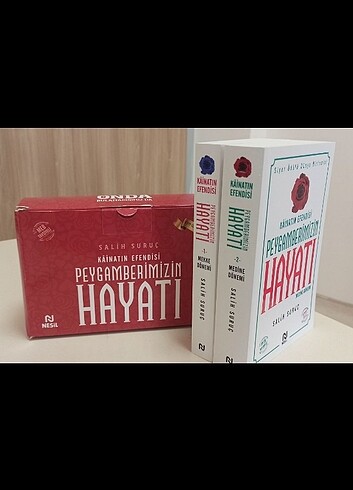 ONDA
SALİH SURUÇ
KÂİNATIN EFENDİSİ
PEYGAMBERİMİZİN
HAYATI
NESİL
KÂİNATIN EFENDİSİ
PEYGAMBERİMİZİN
HAYATI
-1-
MEKKE
DÖNEMİ
SALİH SURUÇ
KÂİNATIN EFENDİSİ
PEYGAMBERİMİZİN
HAYATI
-2-
MEDİNE
DÖNEMİ
SALİH SURUÇ
KÂİNATIN EFENDİSİ
PEYGAMBERİMİZİN
HAYATI
SALİH SURUÇ